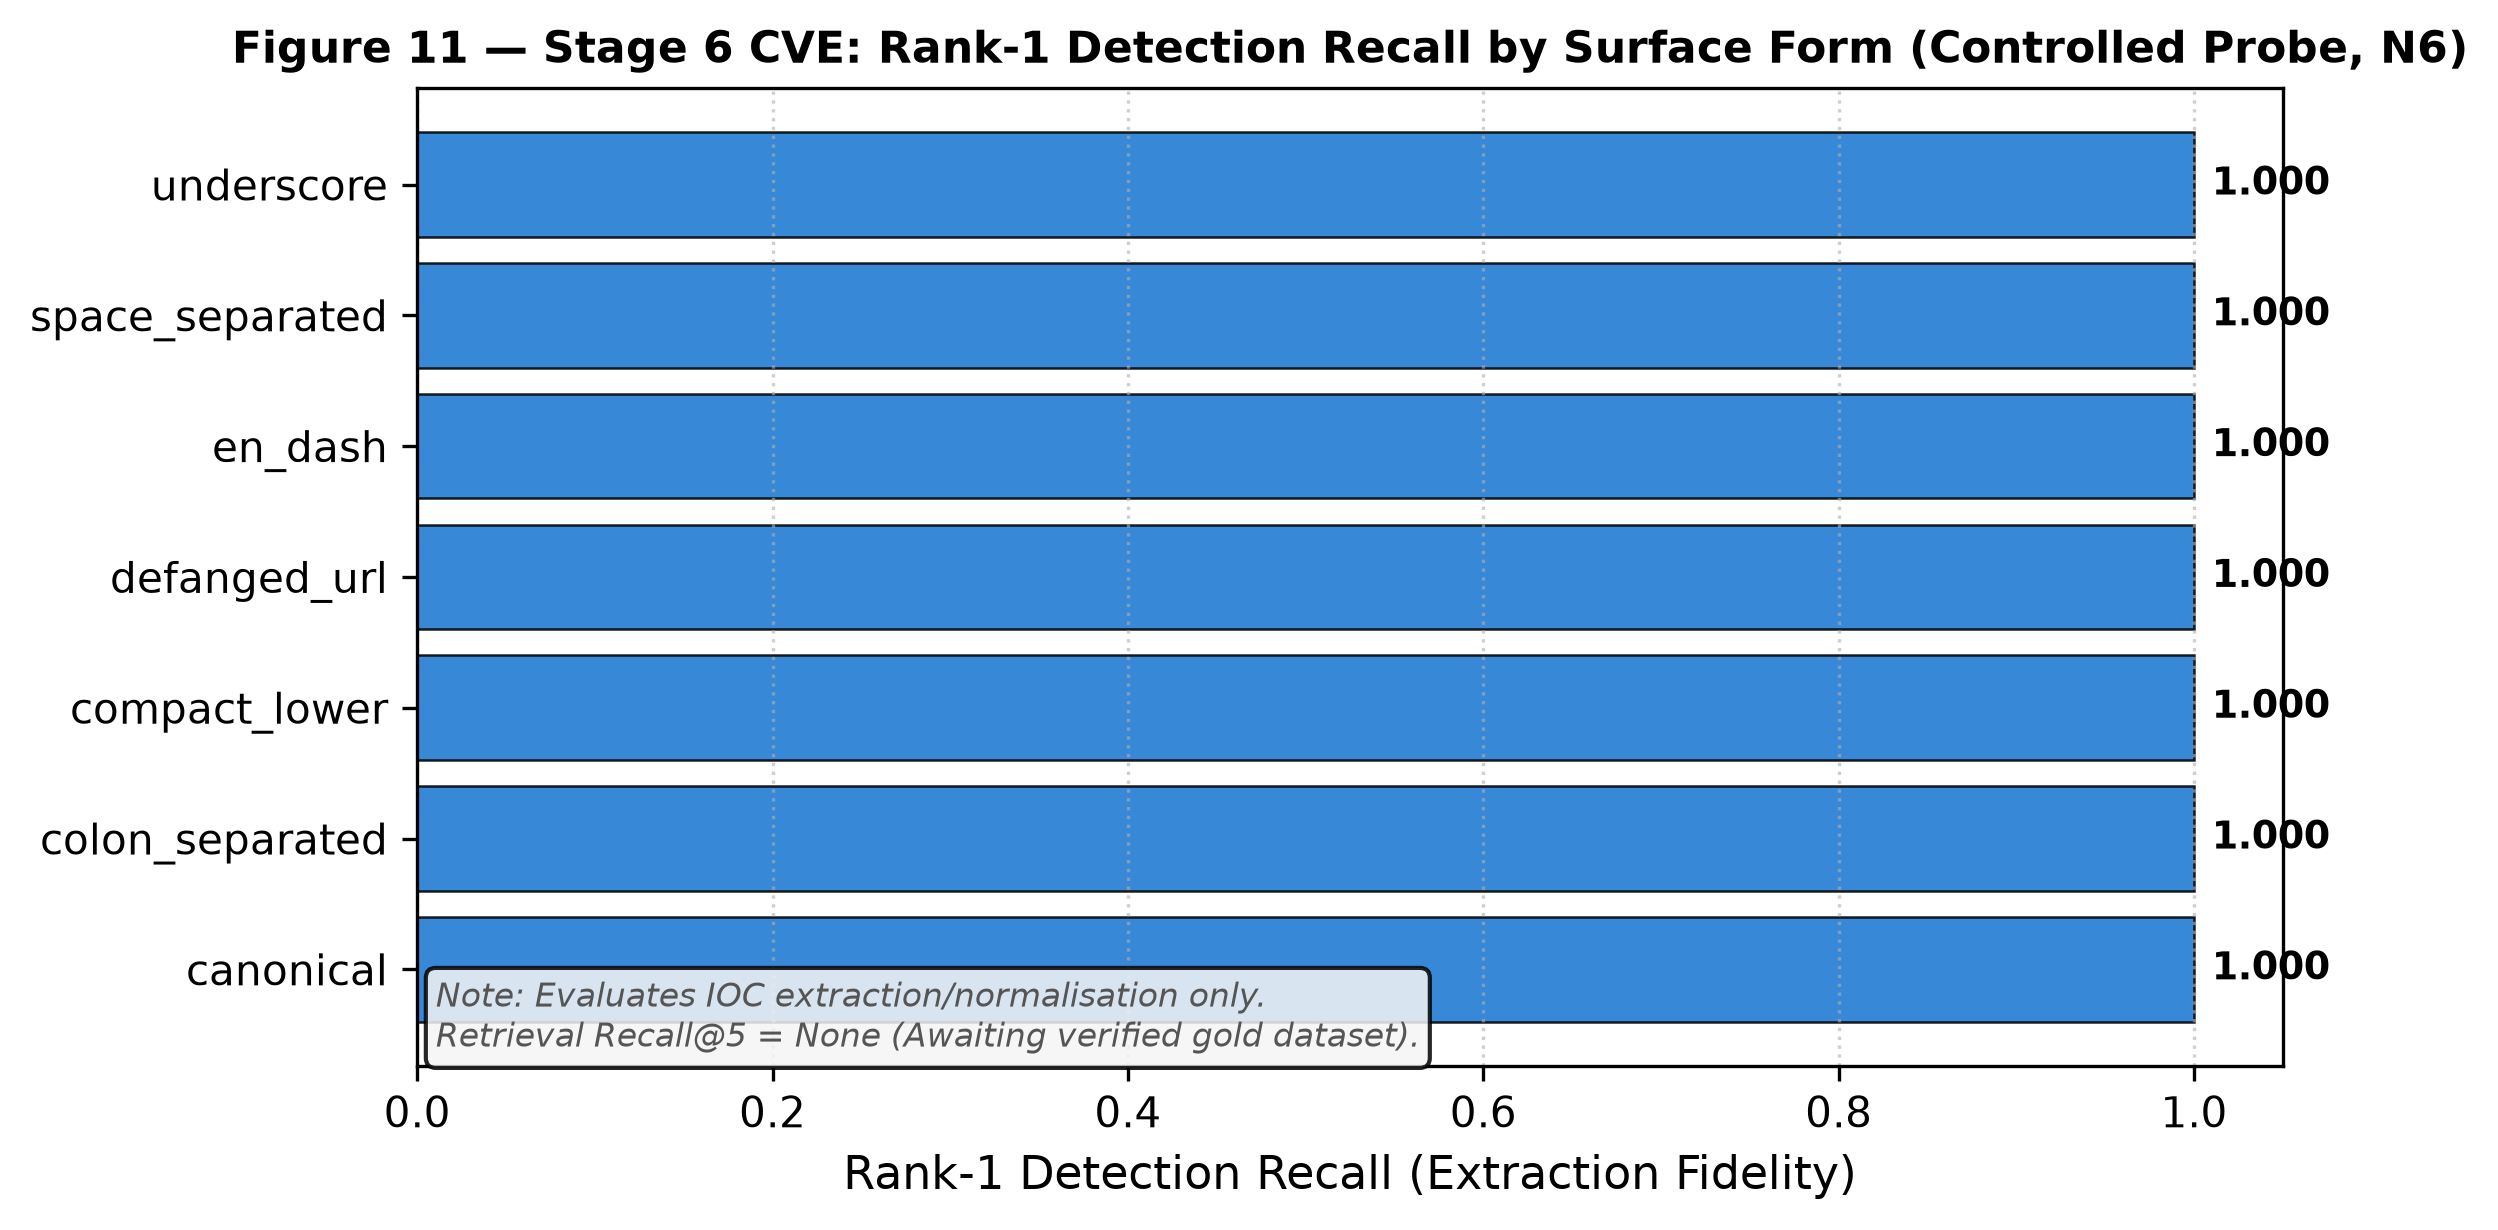 Figure 11 — Stage 6 CVE: Rank-1 Detection Recall by Surface Form (Controlled Probe, N6)
underscore 1.000
space_separated 1.000
en_dash 1.000
defanged_url 1.000
compact_lower 1.000
colon_separated 1.000
canonical 1.000
Note: Evaluates IOC extraction/normalisation only.
Retrieval Recall@5 = None (Awaiting verified gold dataset).
0.0 0.2 0.4 0.6 0.8 1.0
Rank-1 Detection Recall (Extraction Fidelity)